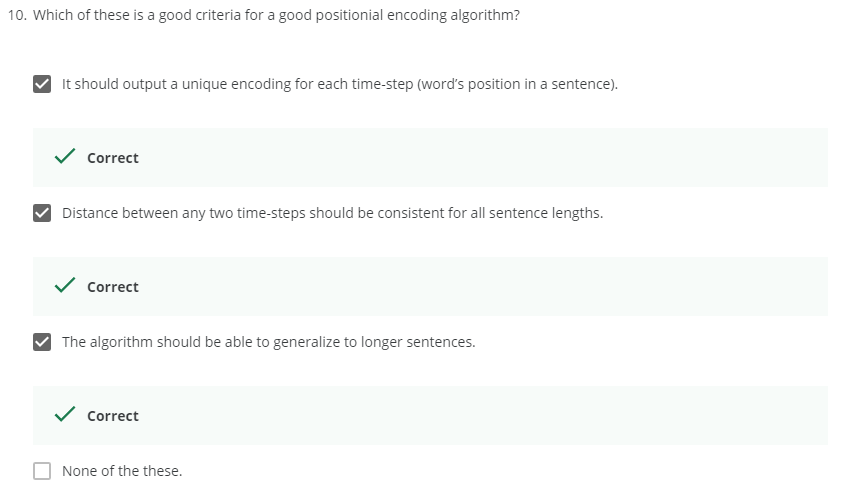 10. Which of these is a good criteria for a good positionial encoding algorithm?
It should output a unique encoding for each time-step (word's position in a sentence).
Correct
Distance between any two time-steps should be consistent for all sentence lengths.
Correct
The algorithm should be able to generalize to longer sentences.
Correct
None of the these.